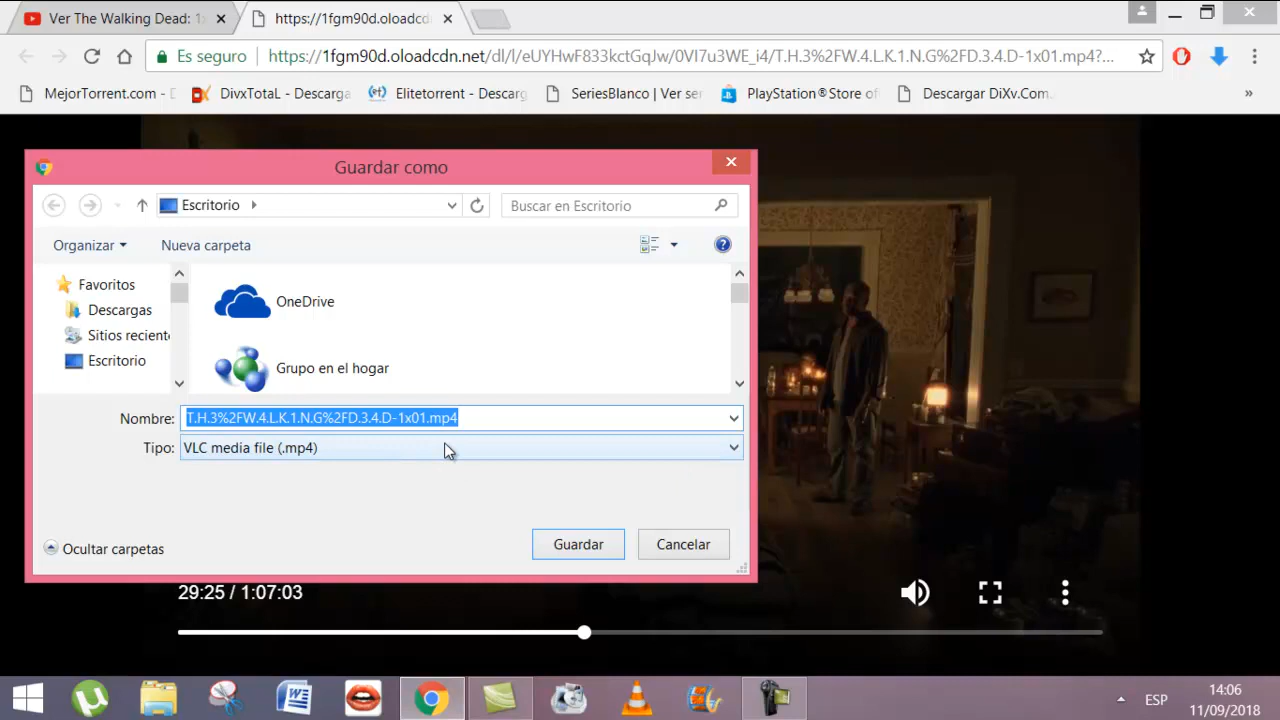 Ver The Walking Dead: 1x
https://1fgm90d.oloadcdn
Es seguro
https://1fgm90d.oloadcdn.net/dl/l/eUYHwF833kctGqJw/0VI7u3WE_i4/T.H.3%2FW.4.L.K.1.N.G%2FD.3.4.D-1x01.mp4?...
MejorTorrent.com - D
DivxTotaL - Descarga
Elitetorrent - Descarg
SeriesBlanco | Ver ser
PlayStation®Store of
Descargar DiXv.Com.
»
Guardar como
Escritorio
Buscar en Escritorio
Organizar
Nueva carpeta
Favoritos
Descargas
Sitios recient
Escritorio
OneDrive
Grupo en el hogar
Nombre:
T.H.3%2FW.4.L.K.1.N.G%2FD.3.4.D-1x01.mp4
Tipo:
VLC media file (.mp4)
Ocultar carpetas
Guardar
Cancelar
29:25 / 1:07:03
ESP
14:06
11/09/2018